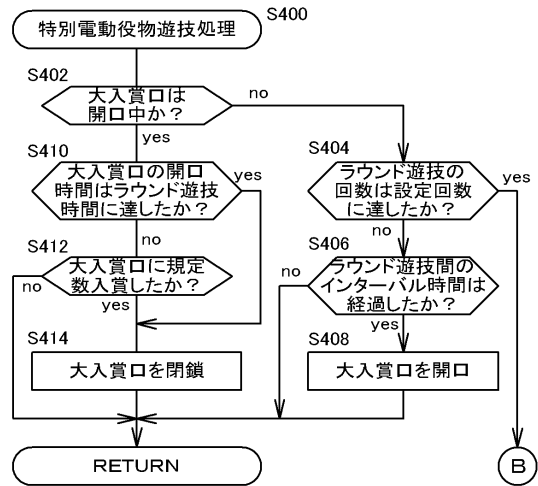 特別電動役物遊技処理
S400
S402
大入賞口は
開口中か？
no
yes
S410
大入賞口の開口
時間はラウンド遊技
時間に達したか？
yes
no
S404
ラウンド遊技の
回数は設定回数
に達したか？
yes
no
S412
大入賞口に規定
数入賞したか？
no
yes
S406
ラウンド遊技間の
インターバル時間は
経過したか？
no
yes
S414
大入賞口を閉鎖
S408
大入賞口を開口
RETURN
B